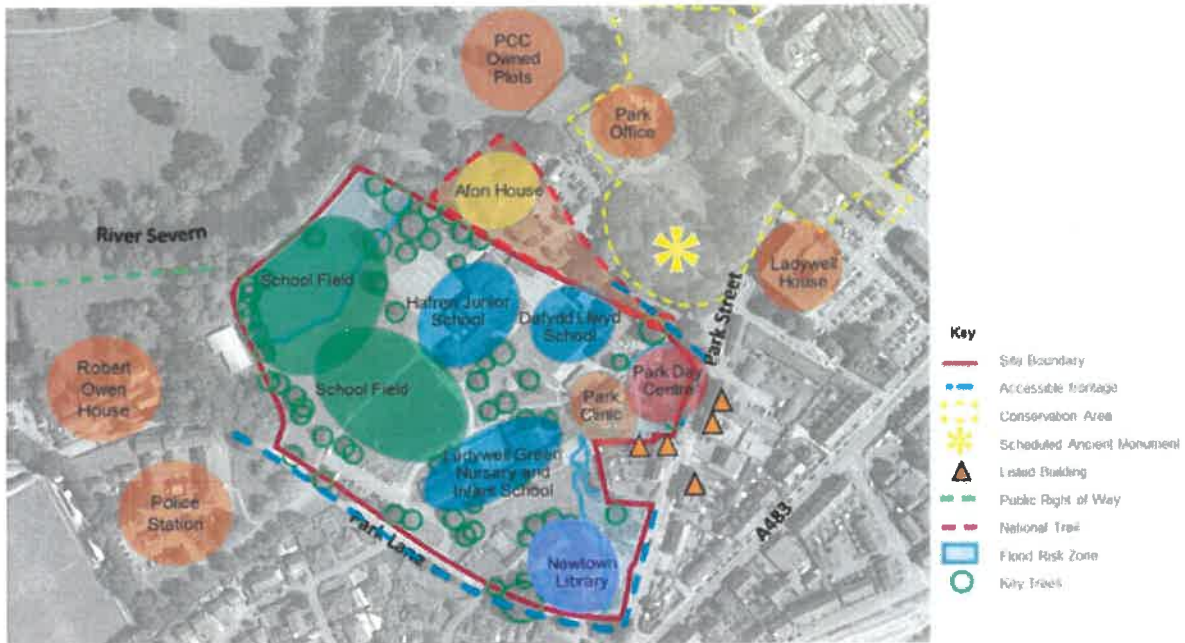 PCC
Owned
Plots
Park
Office
Afon House
River Severn
School Field
Hafren Junior
School
Dafydd Llwyd
School
Ladywell
House
Park Street
Robert
Owen
House
School Field
Park Day
Centre
Park
Clinic
Ladywell Green
Nursery and
Infant School
Police
Station
Park Lane
Newtown
Library
A483
Key
Site Boundary
Accessible frontage
Conservation Area
Scheduled Ancient Monument
Listed Building
Public Right of Way
National Trail
Flood Risk Zone
Key Trees